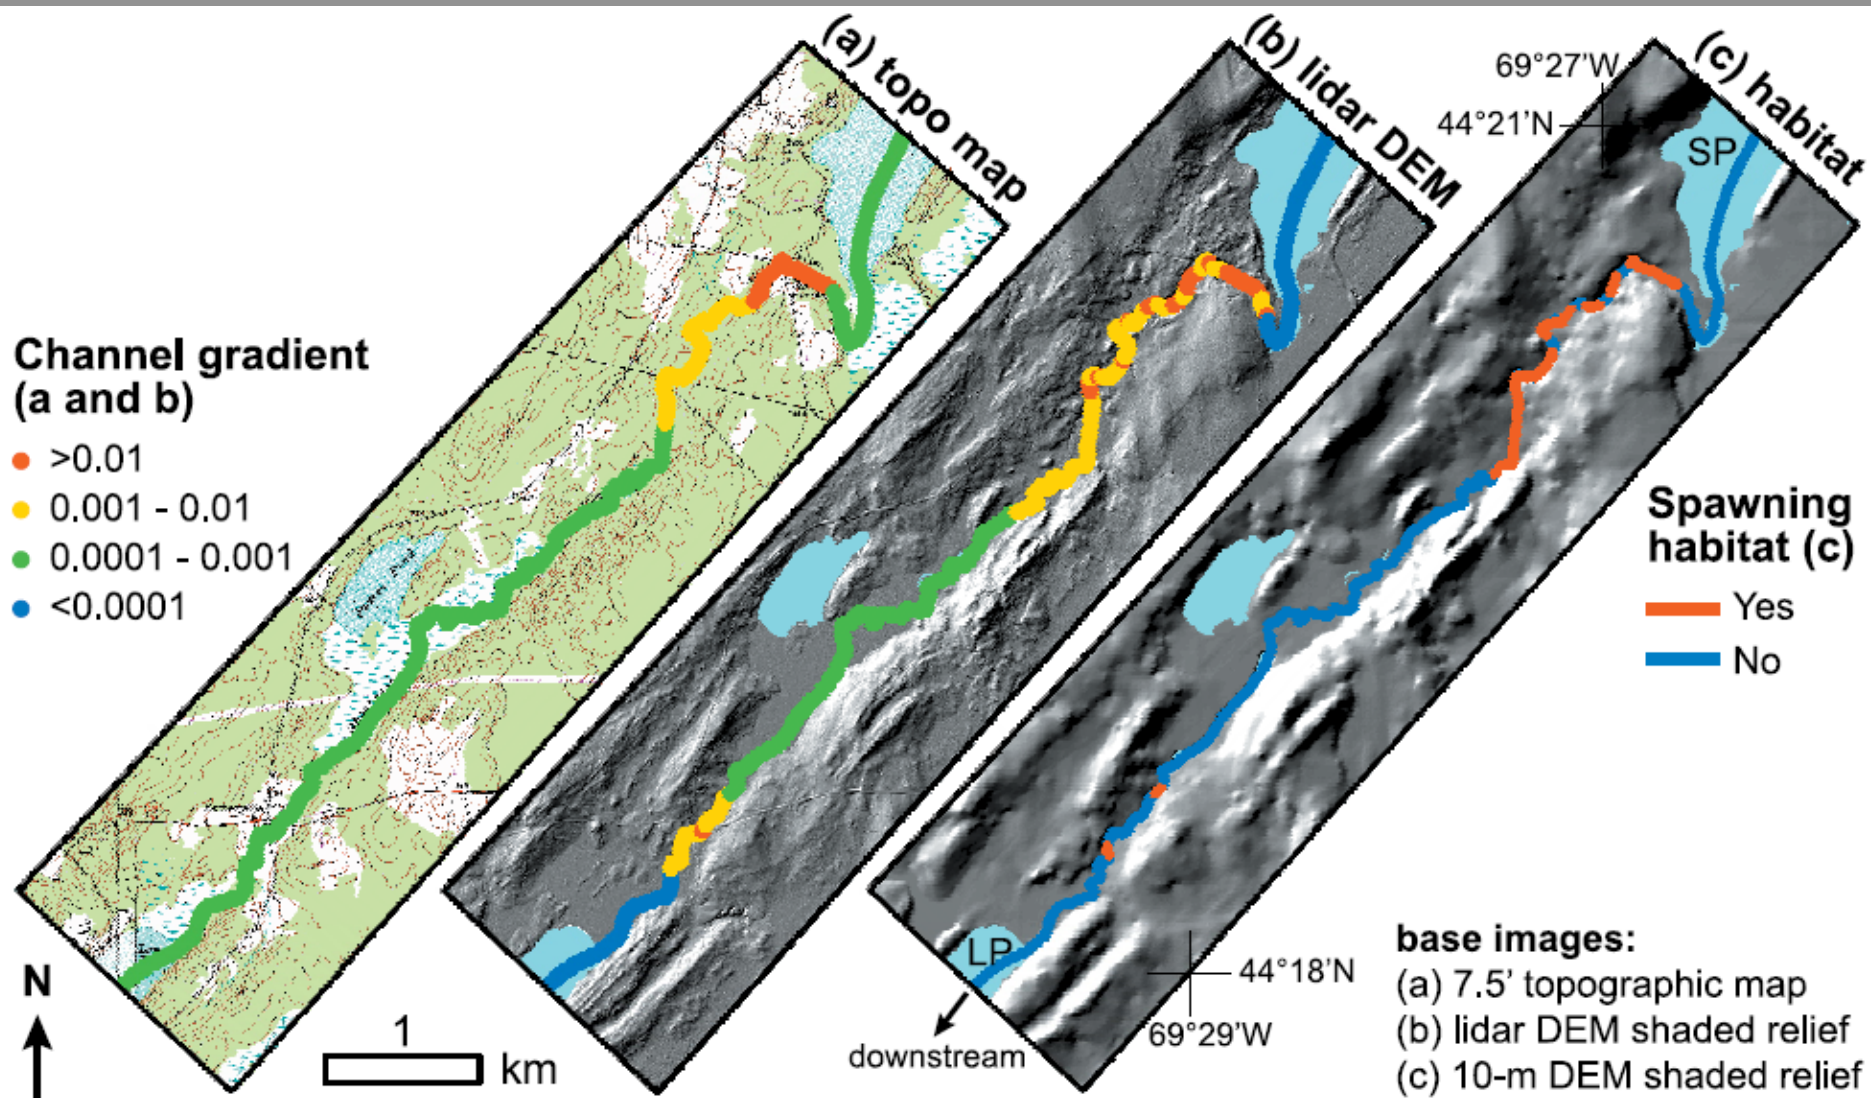 (a) topo map
(b) lidar DEM
(c) habitat
69°27'W
44°21'N
SP
Channel gradient
(a and b)
>0.01
0.001 - 0.01
0.0001 - 0.001
<0.0001
Spawning
habitat (c)
Yes
No
LP
downstream
44°18'N
69°29'W
N
1
km
base images:
(a) 7.5' topographic map
(b) lidar DEM shaded relief
(c) 10-m DEM shaded relief